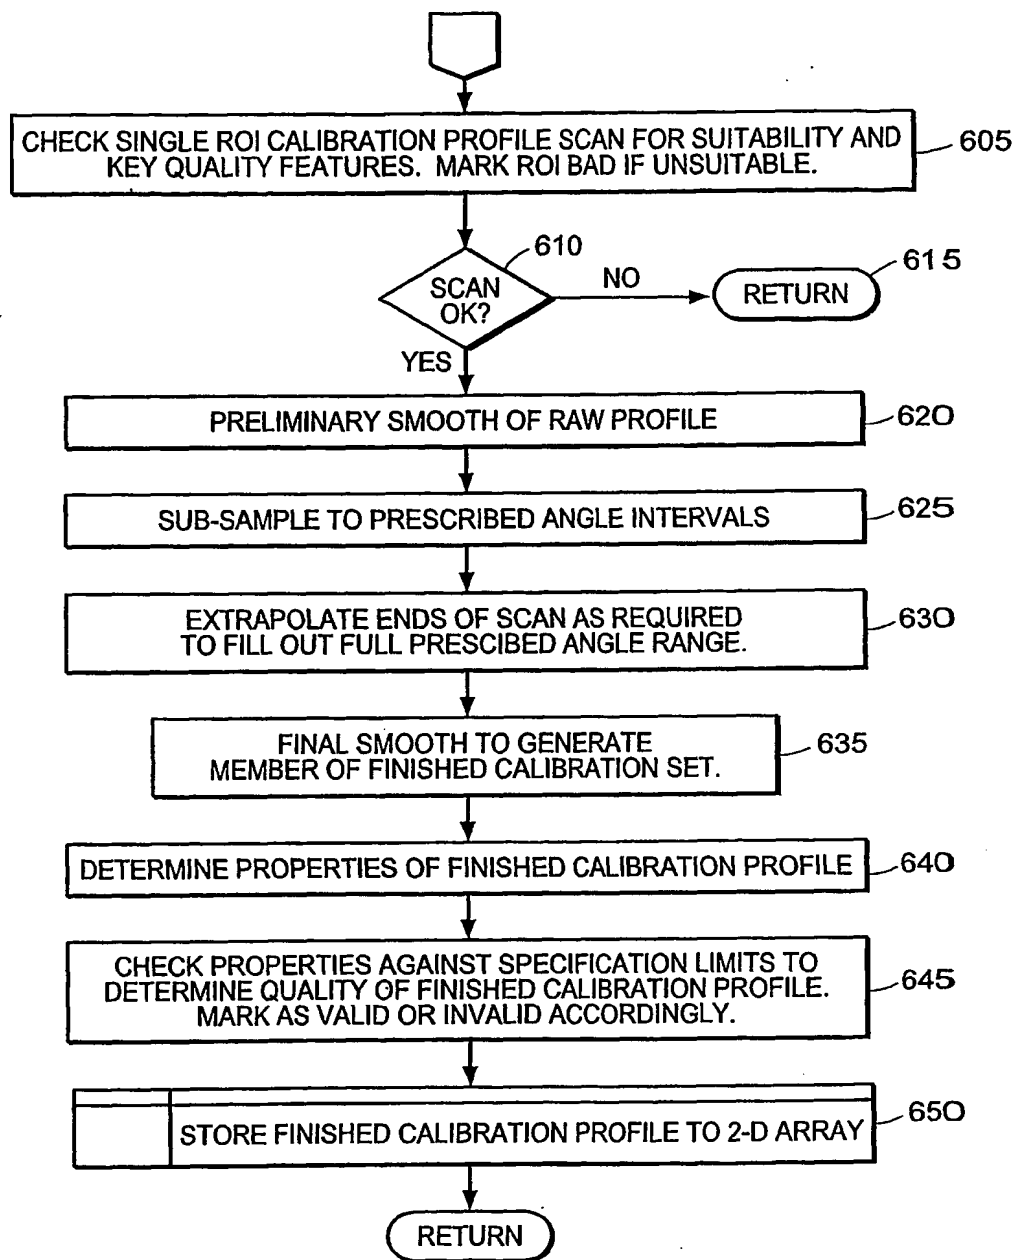 CHECK SINGLE ROI CALIBRATION PROFILE SCAN FOR SUITABILITY AND
KEY QUALITY FEATURES. MARK ROI BAD IF UNSUITABLE.
605
610
SCAN
OK?
NO
615
RETURN
YES
PRELIMINARY SMOOTH OF RAW PROFILE
620
SUB-SAMPLE TO PRESCRIBED ANGLE INTERVALS
625
EXTRAPOLATE ENDS OF SCAN AS REQUIRED
TO FILL OUT FULL PRESCIBED ANGLE RANGE.
630
FINAL SMOOTH TO GENERATE
MEMBER OF FINISHED CALIBRATION SET.
635
DETERMINE PROPERTIES OF FINISHED CALIBRATION PROFILE
640
CHECK PROPERTIES AGAINST SPECIFICATION LIMITS TO
DETERMINE QUALITY OF FINISHED CALIBRATION PROFILE.
MARK AS VALID OR INVALID ACCORDINGLY.
645
STORE FINISHED CALIBRATION PROFILE TO 2-D ARRAY
650
RETURN